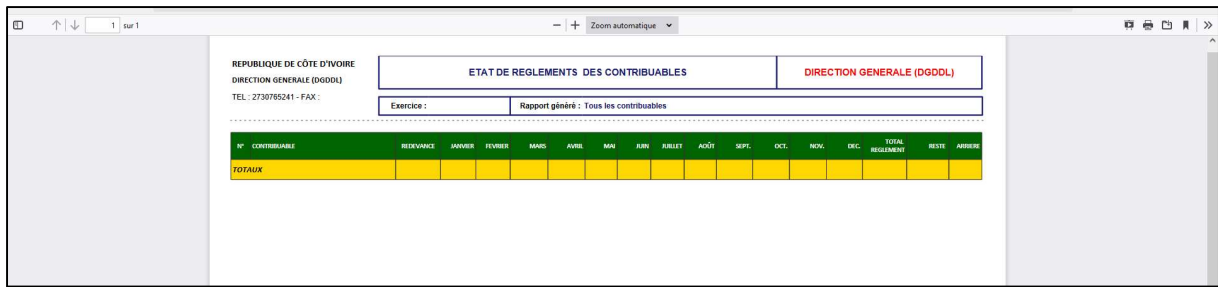 1 sur 1 Zoom automatique
REPUBLIQUE DE CÔTE D'IVOIRE
DIRECTION GENERALE (DGDDL)
TEL : 2730765241 - FAX :
ETAT DE REGLEMENTS DES CONTRIBUABLES
DIRECTION GENERALE (DGDDL)
Exercice : Rapport généré : Tous les contribuables
N° CONTRIBUABLE REDEVANCE JANVIER FEVRIER MARS AVRIL MAI JUIN JUILLET AOÛT SEPT. OCT. NOV. DEC. TOTAL REGLEMENT RESTE ARRIERE
TOTAUX